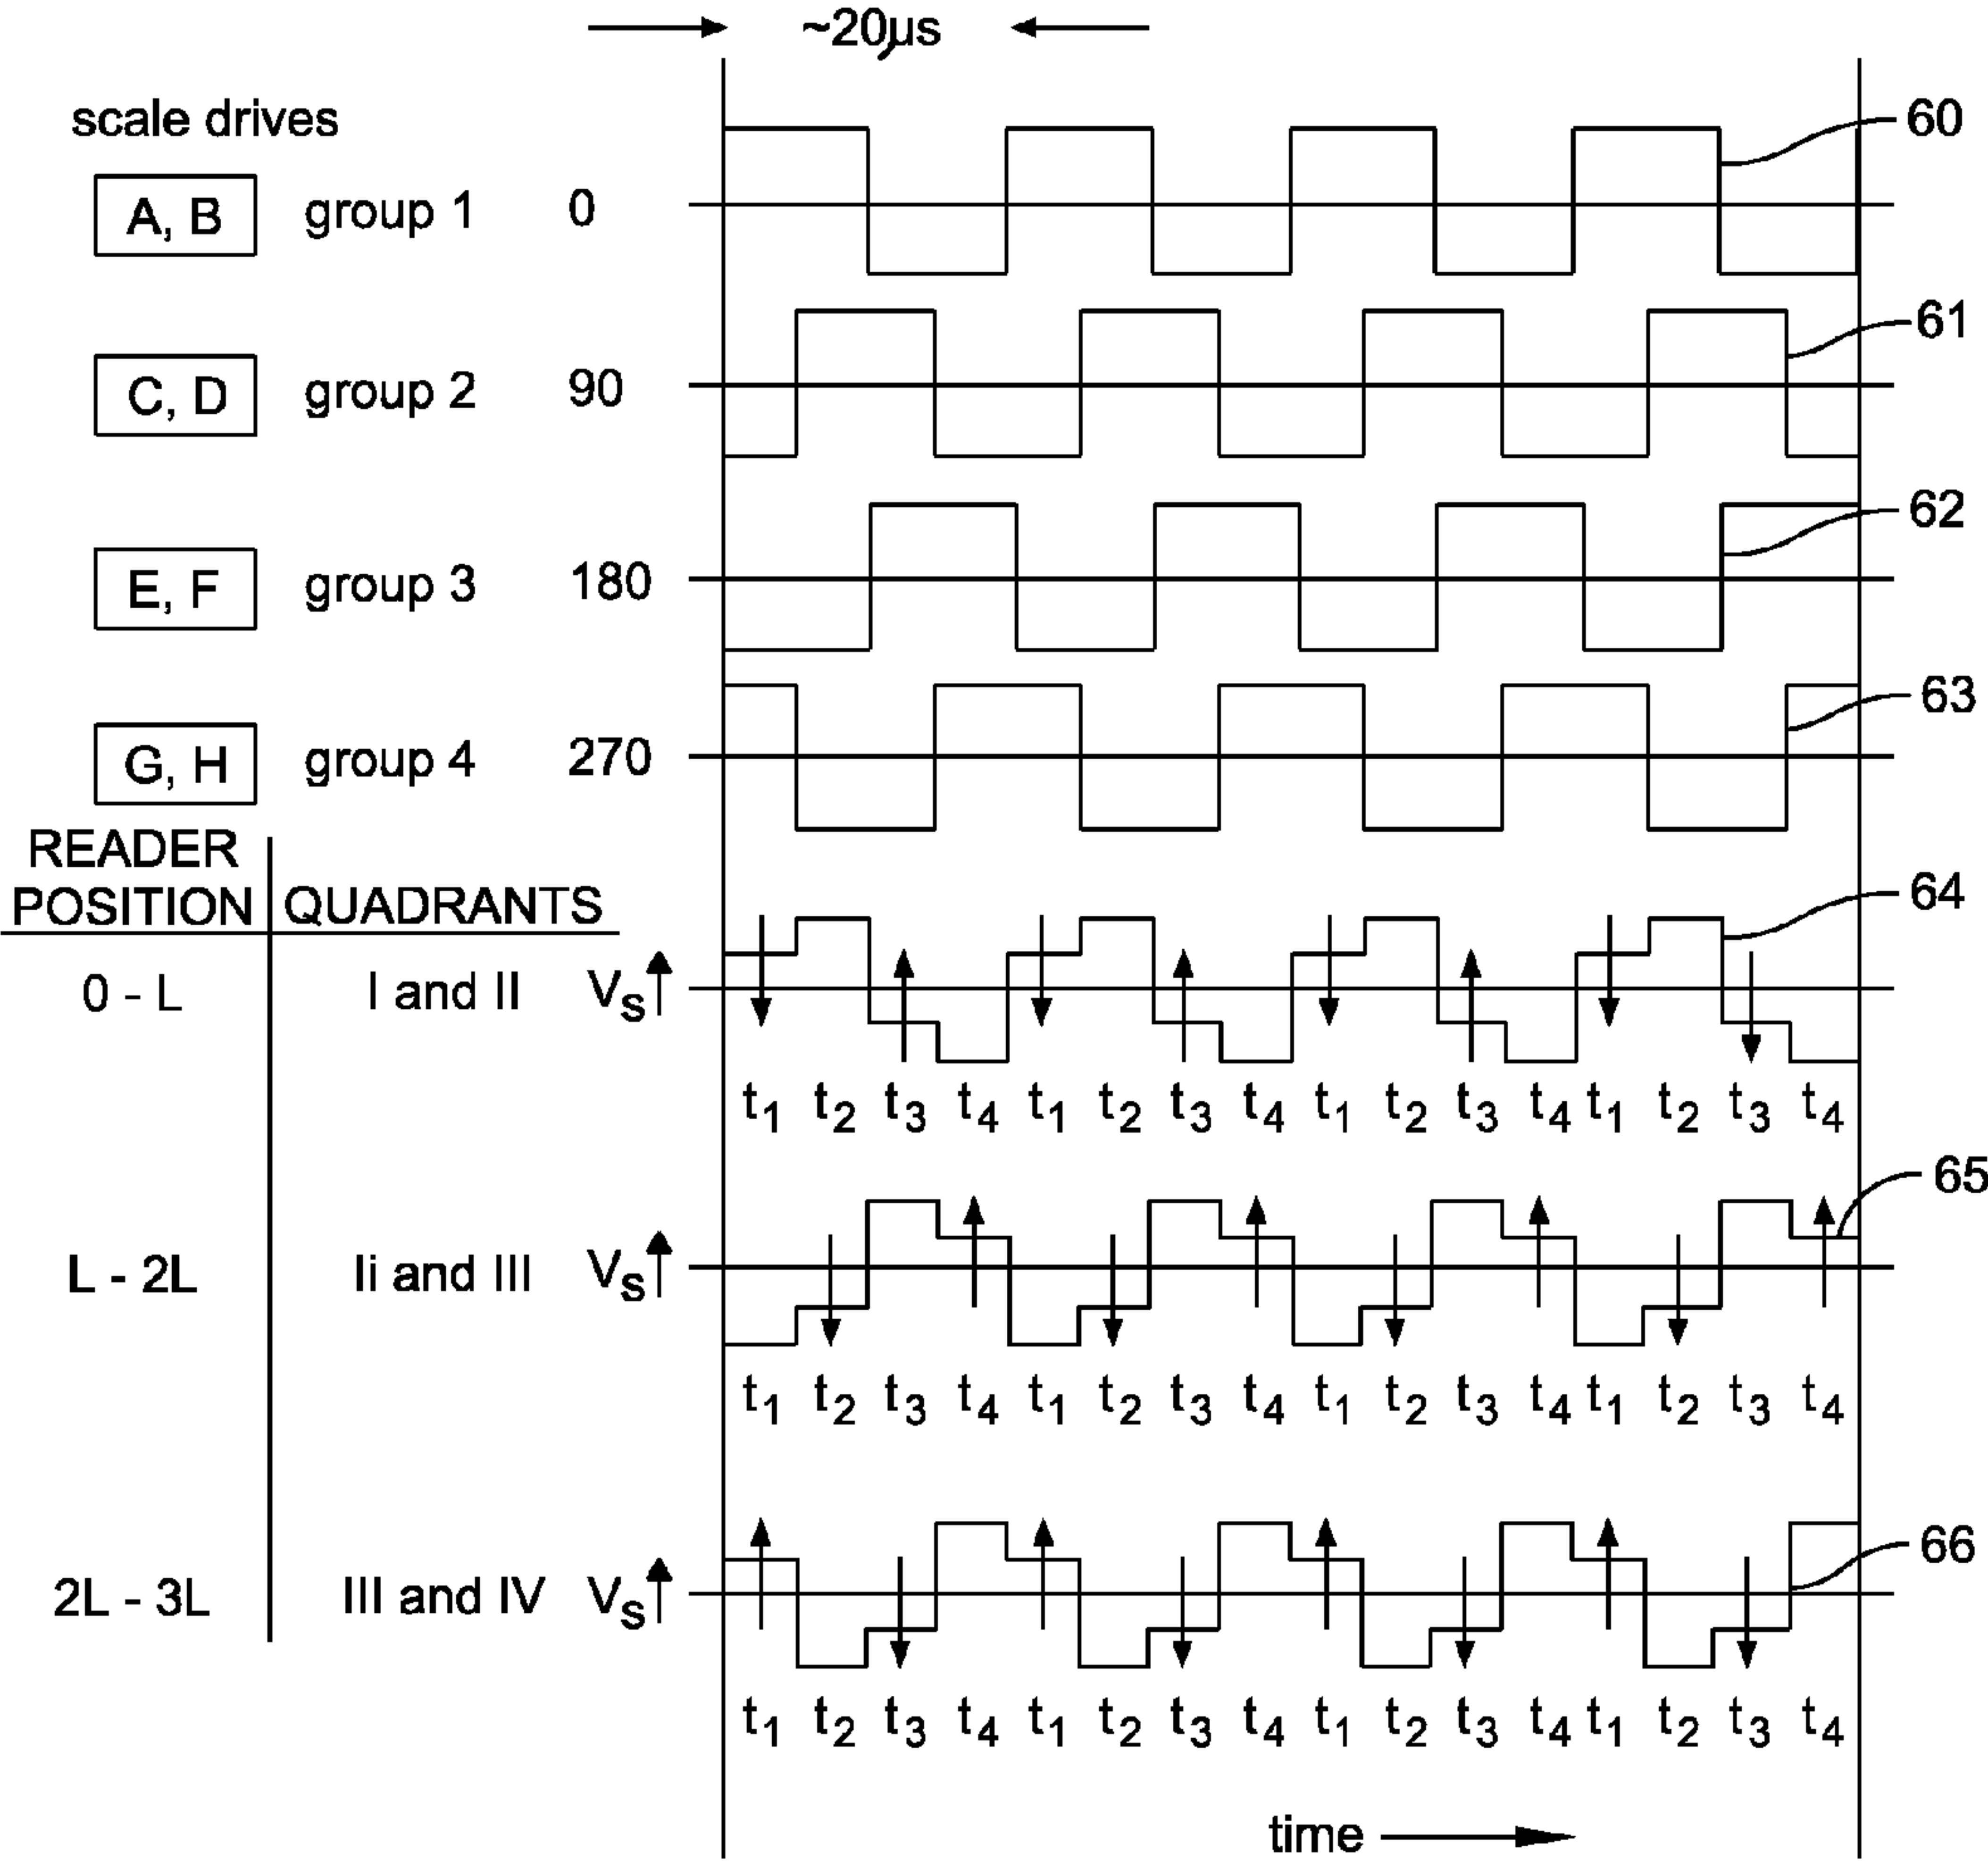 ~20µs
scale drives
60
A, B group 1 0
61
C, D group 2 90
62
E, F group 3 180
63
G, H group 4 270
READER
POSITION QUADRANTS
64
0 - L I and II VS
t1 t2 t3 t4 t1 t2 t3 t4 t1 t2 t3 t4 t1 t2 t3 t4
65
L - 2L Ii and III VS
t1 t2 t3 t4 t1 t2 t3 t4 t1 t2 t3 t4 t1 t2 t3 t4
66
2L - 3L III and IV VS
t1 t2 t3 t4 t1 t2 t3 t4 t1 t2 t3 t4 t1 t2 t3 t4
time